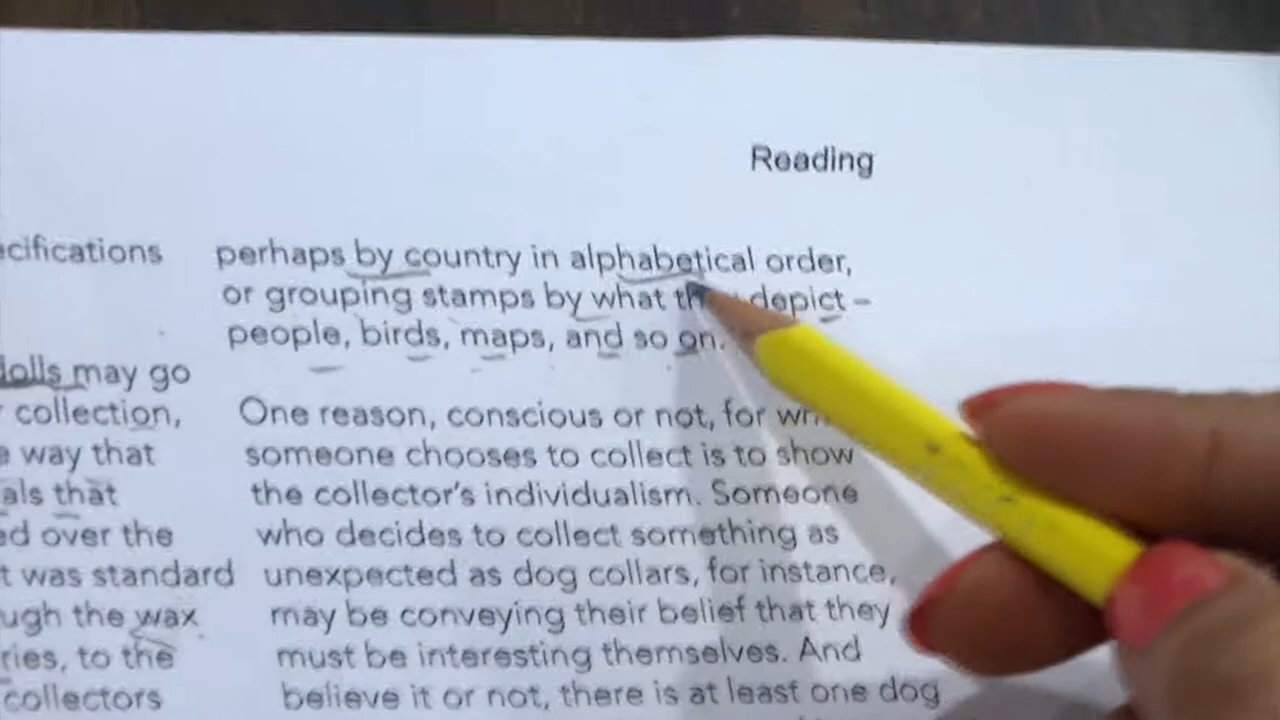 Reading
ecifications
dolls may go
collection,
way that
als that
ed over the
t was standard
ugh the wax
ries, to the
collectors
perhaps by country in alphabetical order,
or grouping stamps by what depict –
people, birds, maps, and so on.
One reason, conscious or not, for
someone chooses to collect is to show
the collector's individualism. Someone
who decides to collect something as
unexpected as dog collars, for instance,
may be conveying their belief that they
must be interesting themselves. And
believe it or not, there is at least one dog